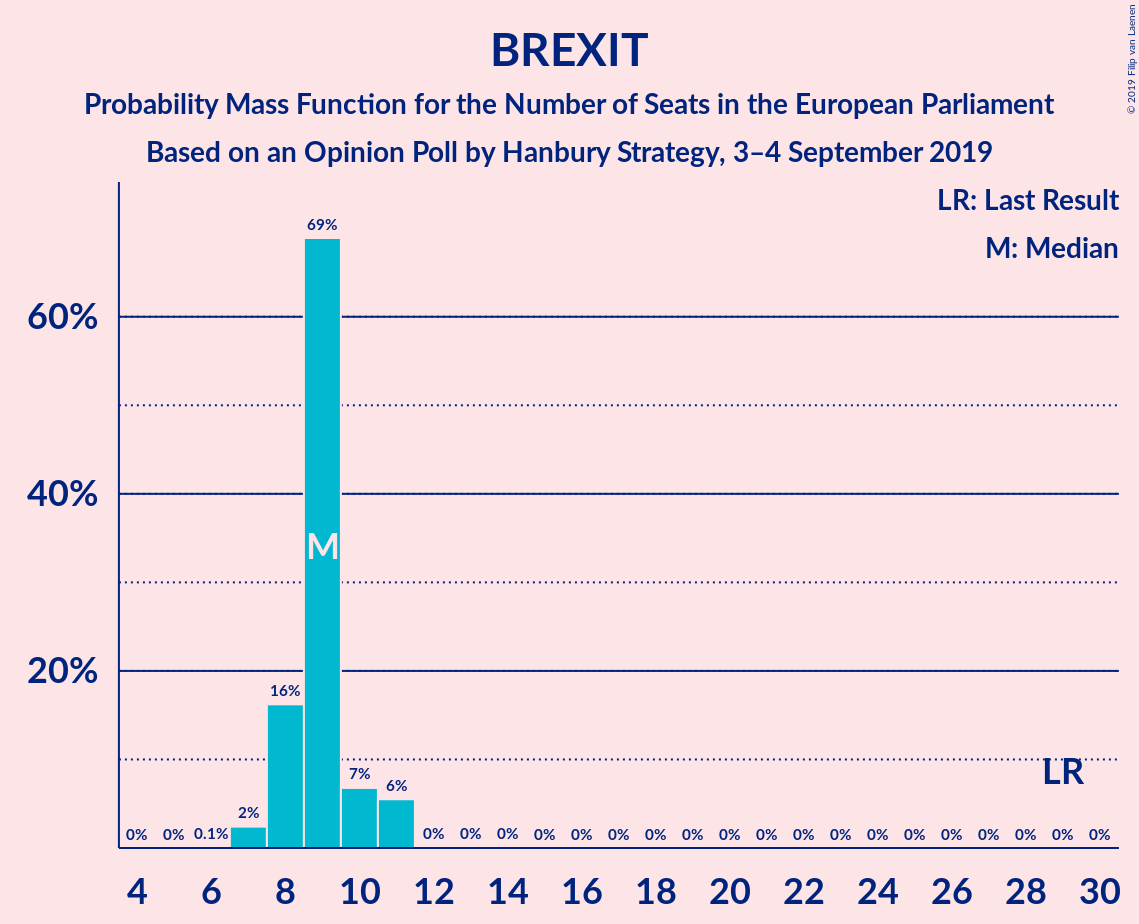 BREXIT
Probability Mass Function for the Number of Seats in the European Parliament
Based on an Opinion Poll by Hanbury Strategy, 3–4 September 2019
© 2019 Filip van Laenen
LR: Last Result
M: Median
60%
40%
20%
0% 0% 0.1% 2% 16% 69% 7% 6% 0% 0% 0% 0% 0% 0% 0% 0% 0% 0% 0% 0% 0% 0% 0% 0% 0% 0% 0%
M
LR
4 6 8 10 12 14 16 18 20 22 24 26 28 30